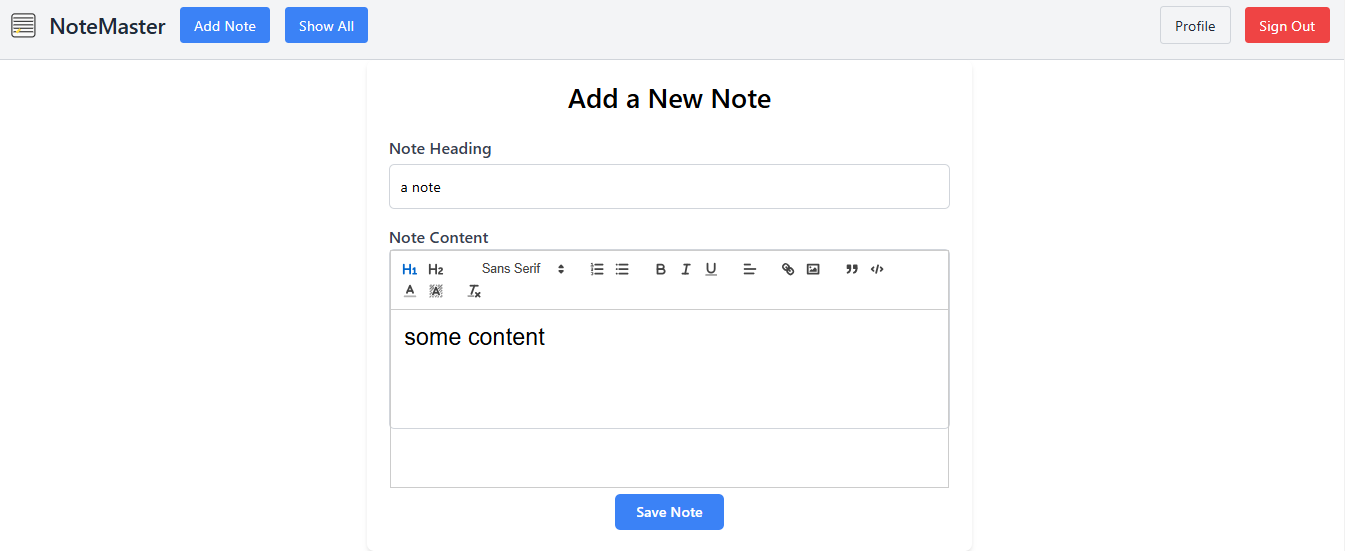 NoteMaster Add Note Show All Profile Sign Out
Add a New Note
Note Heading
a note
Note Content
H1 H2 Sans Serif B I U
A A Tx
some content
Save Note